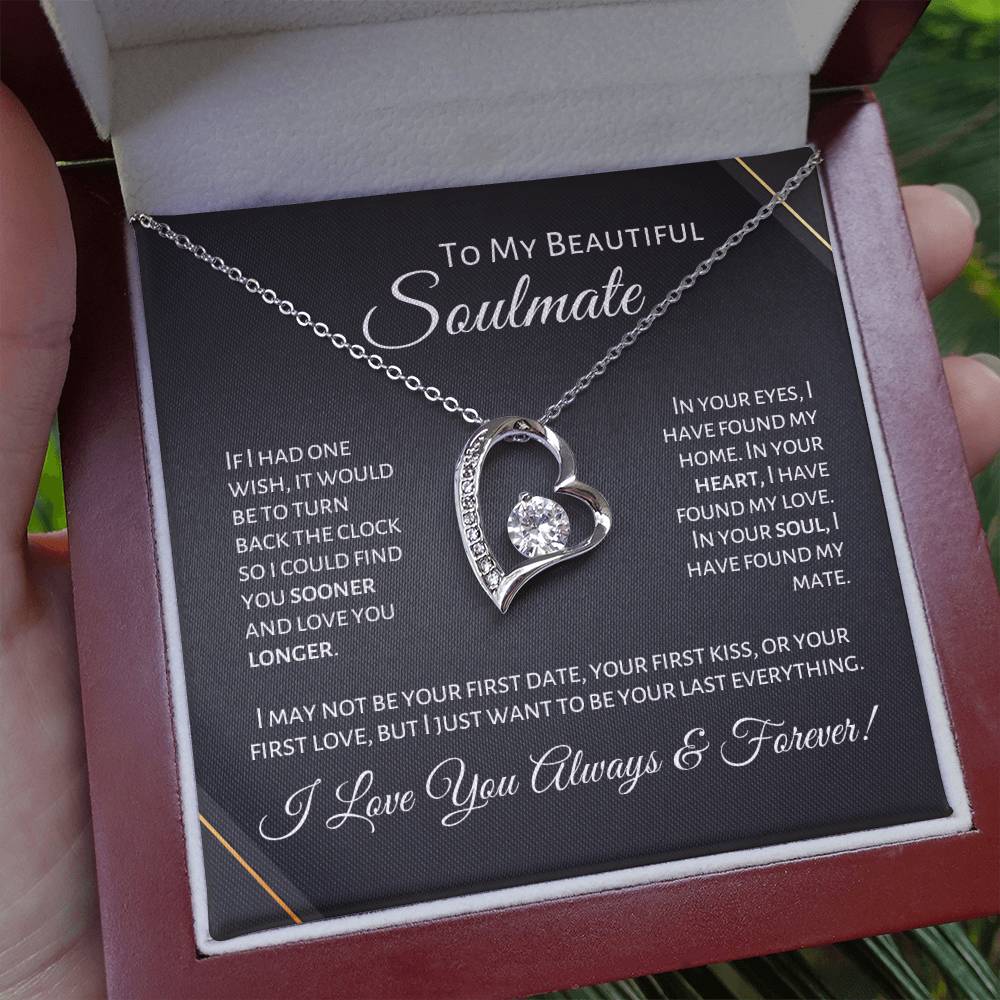 To My Beautiful
Soulmate
If I had one
wish, it would
be to turn
back the clock
so i could find
you sooner
and love you
longer.
In your eyes, I
have found my
home. In your
heart, I have
found my love.
In your soul, I
have found my
mate.
I may not be your first date, your first kiss, or your
first love, but I just want to be your last everything.
I Love You Always & Forever!